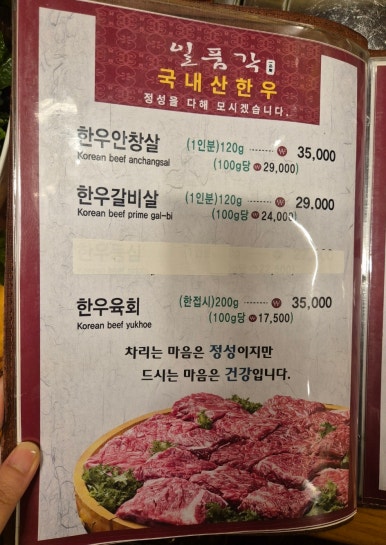 일품각
국내산한우
정성을 다해 모시겠습니다.
한우안창살 (1인분)120g ₩ 35,000
Korean beef anchangsal (100g당 ₩ 29,000)
한우갈비살 (1인분)120g ₩ 29,000
Korean beef prime gal-bi (100g당 ₩ 24,000)
한우육회 (한접시)200g ₩ 35,000
Korean beef yukhoe (100g당 ₩ 17,500)
차리는 마음은 정성이지만
드시는 마음은 건강입니다.